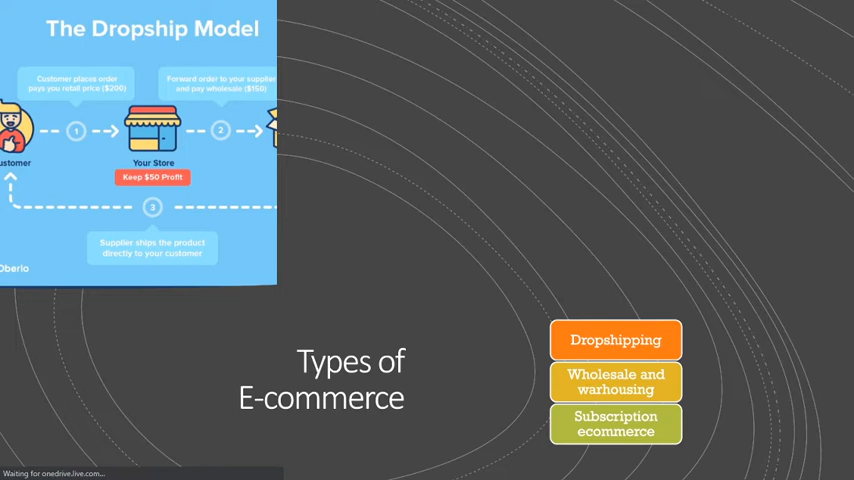 The Dropship Model
Customer places order
pays you retail price ($200)
Forward order to your supplier
and pay wholesale ($150)
1
2
ustomer
Your Store
Keep $50 Profit
3
Supplier ships the product
directly to your customer
Oberlo
Types of
E-commerce
Dropshipping
Wholesale and
warhousing
Subscription
ecommerce
Waiting for onedrive.live.com...